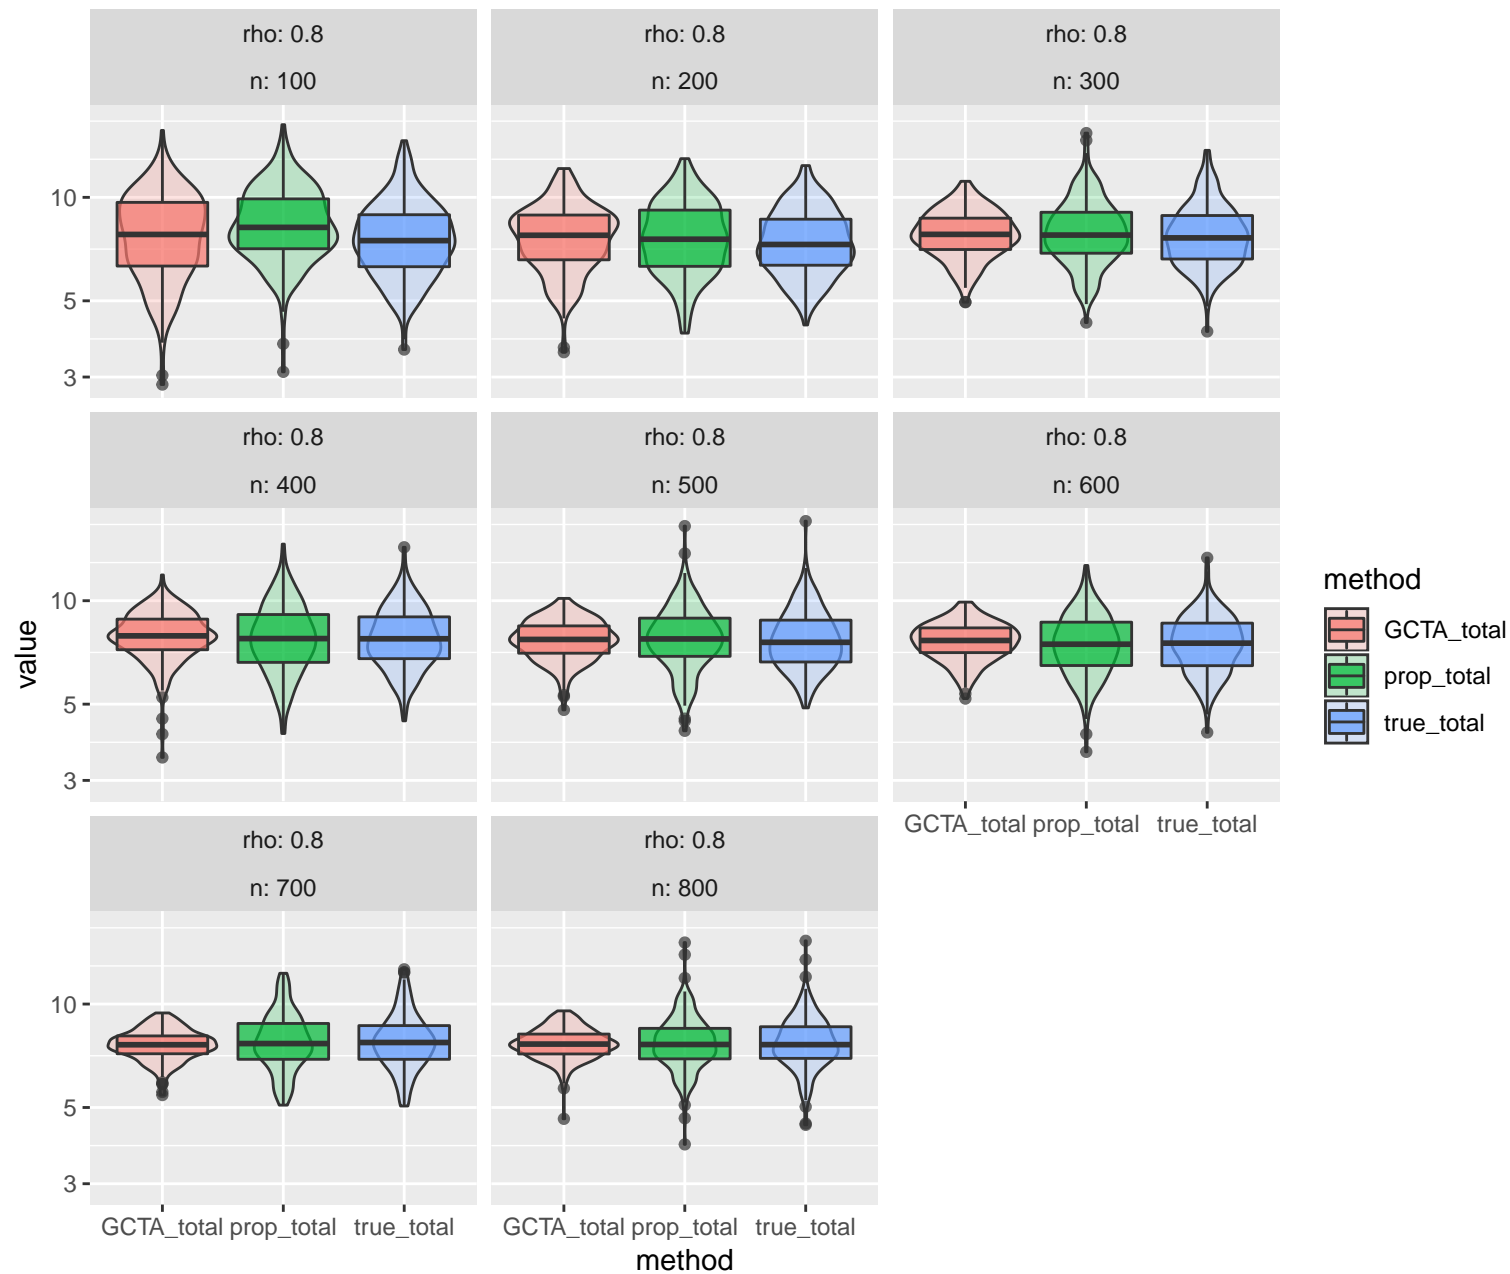 rho: 0.8
rho: 0.8
rho: 0.8
n: 100
n: 200
n: 300
10
5
3
rho: 0.8
rho: 0.8
rho: 0.8
n: 400
n: 500
n: 600
10
5
3
value
GCTA_total prop_total true_total
rho: 0.8
rho: 0.8
n: 700
n: 800
10
5
3
GCTA_total prop_total true_total
GCTA_total prop_total true_total
method
method
GCTA_total
prop_total
true_total